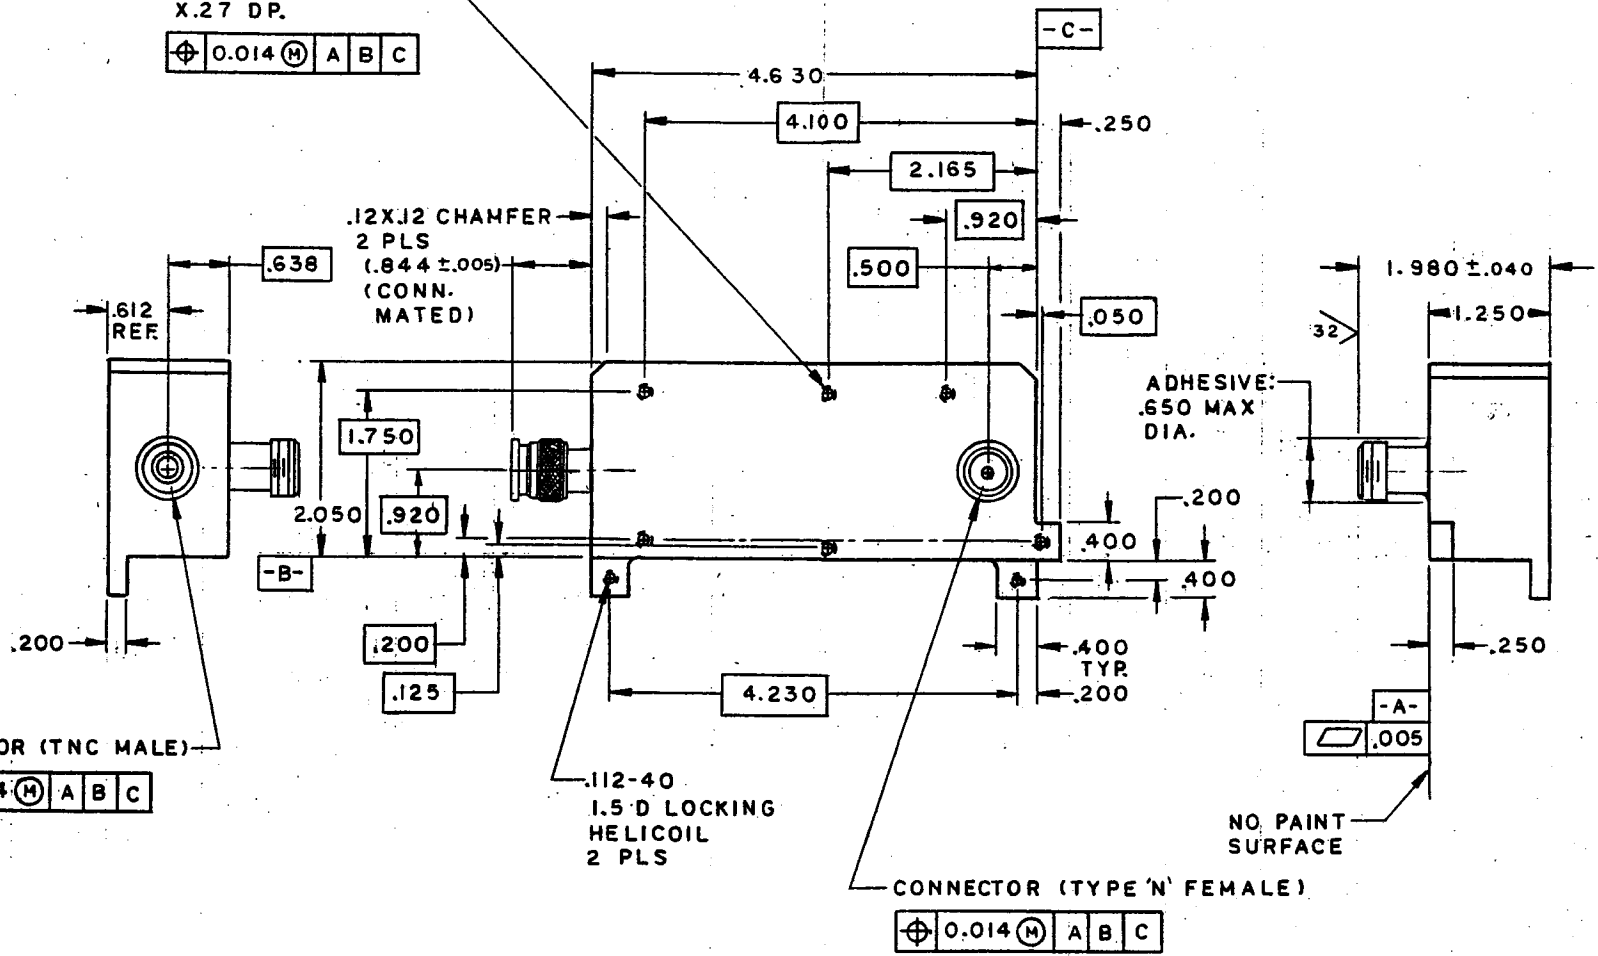 X.27 DP.
⌖ 0.014 Ⓜ A B C
-C-
4.630
4.100
.250
2.165
.12X.12 CHAMFER
2 PLS
(.844 ±.005)
(CONN.
MATED)
.920
.638
.500
1.980 ±.040
.612
REF.
.050
1.250
32
ADHESIVE:
.650 MAX
DIA.
1.750
2.050
.920
.200
.400
-B-
.400
.200
.200
.400
TYP.
.250
.125
4.230
.200
-A-
⏥ .005
OR (TNC MALE)
4 Ⓜ A B C
.112-40
1.5 D LOCKING
HELICOIL
2 PLS
NO PAINT
SURFACE
CONNECTOR (TYPE 'N' FEMALE)
⌖ 0.014 Ⓜ A B C